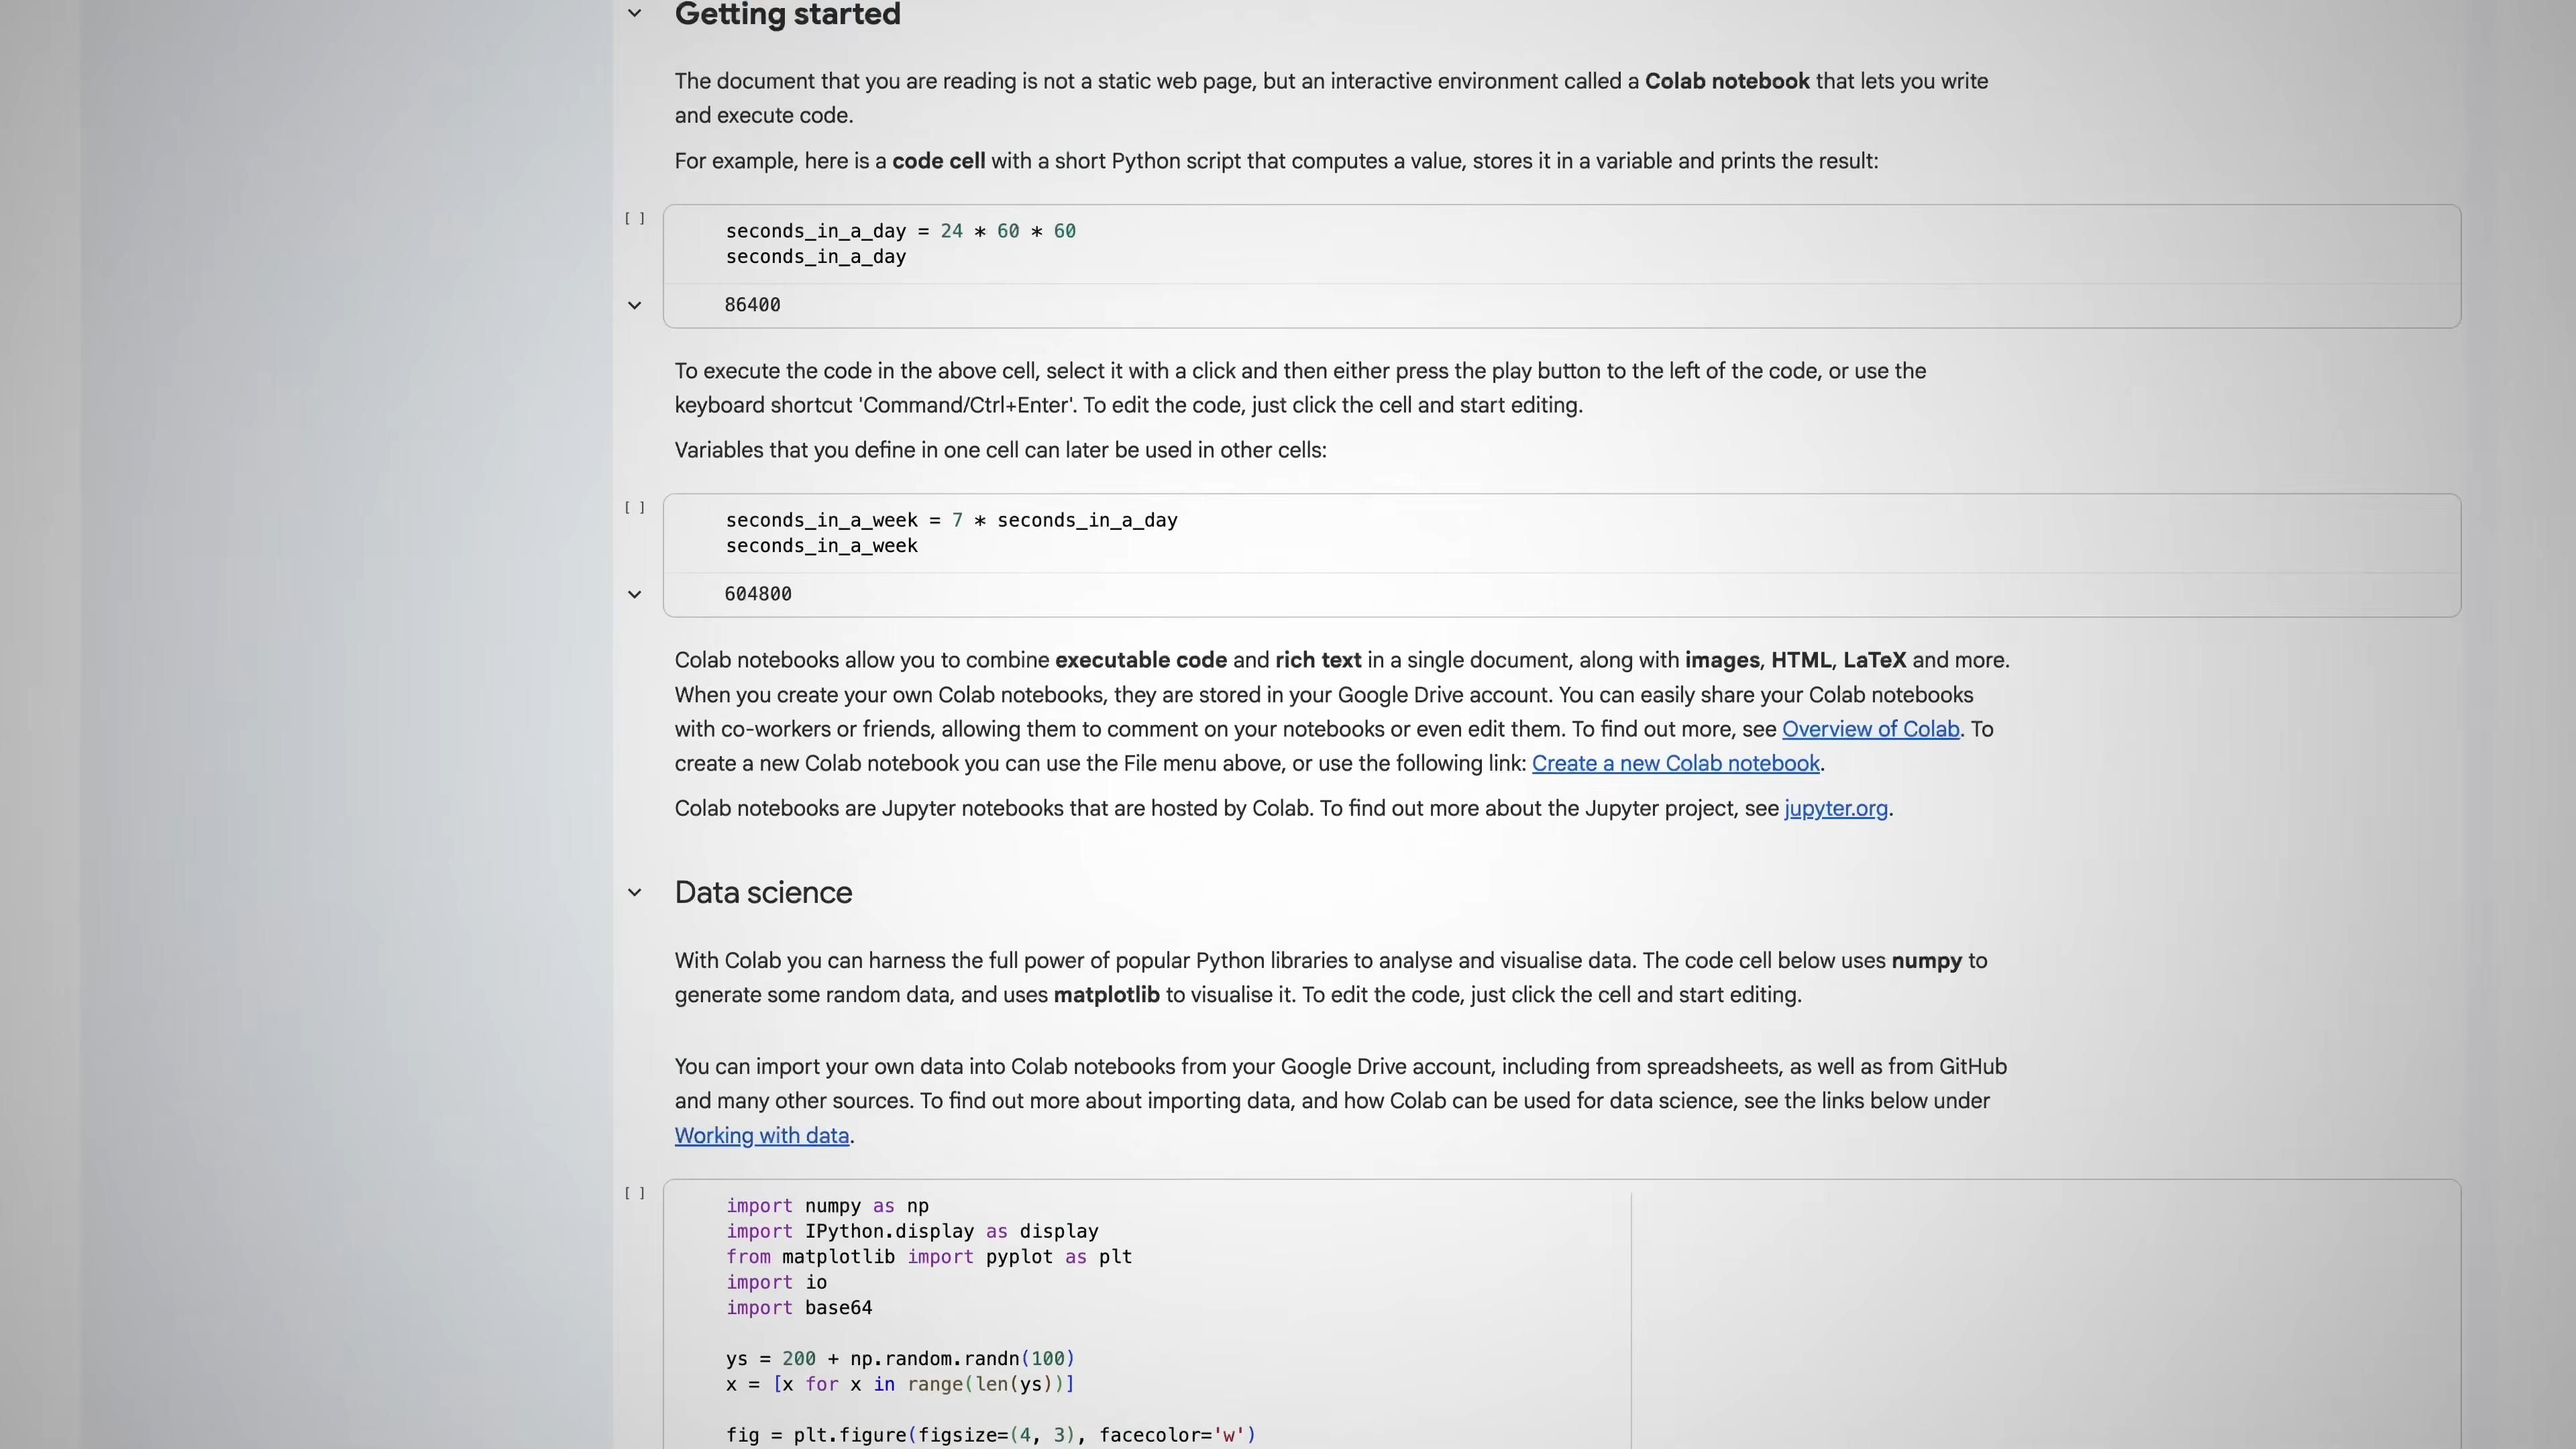 Getting started
The document that you are reading is not a static web page, but an interactive environment called a Colab notebook that lets you write
and execute code.
For example, here is a code cell with a short Python script that computes a value, stores it in a variable and prints the result:
[ ]
seconds_in_a_day = 24 * 60 * 60
seconds_in_a_day
86400
To execute the code in the above cell, select it with a click and then either press the play button to the left of the code, or use the
keyboard shortcut 'Command/Ctrl+Enter'. To edit the code, just click the cell and start editing.
Variables that you define in one cell can later be used in other cells:
[ ]
seconds_in_a_week = 7 * seconds_in_a_day
seconds_in_a_week
604800
Colab notebooks allow you to combine executable code and rich text in a single document, along with images, HTML, LaTeX and more.
When you create your own Colab notebooks, they are stored in your Google Drive account. You can easily share your Colab notebooks
with co-workers or friends, allowing them to comment on your notebooks or even edit them. To find out more, see Overview of Colab. To
create a new Colab notebook you can use the File menu above, or use the following link: Create a new Colab notebook.
Colab notebooks are Jupyter notebooks that are hosted by Colab. To find out more about the Jupyter project, see jupyter.org.
Data science
With Colab you can harness the full power of popular Python libraries to analyse and visualise data. The code cell below uses numpy to
generate some random data, and uses matplotlib to visualise it. To edit the code, just click the cell and start editing.
You can import your own data into Colab notebooks from your Google Drive account, including from spreadsheets, as well as from GitHub
and many other sources. To find out more about importing data, and how Colab can be used for data science, see the links below under
Working with data.
[ ]
import numpy as np
import IPython.display as display
from matplotlib import pyplot as plt
import io
import base64
ys = 200 + np.random.randn(100)
x = [x for x in range(len(ys))]
fig = plt.figure(figsize=(4, 3), facecolor='w')